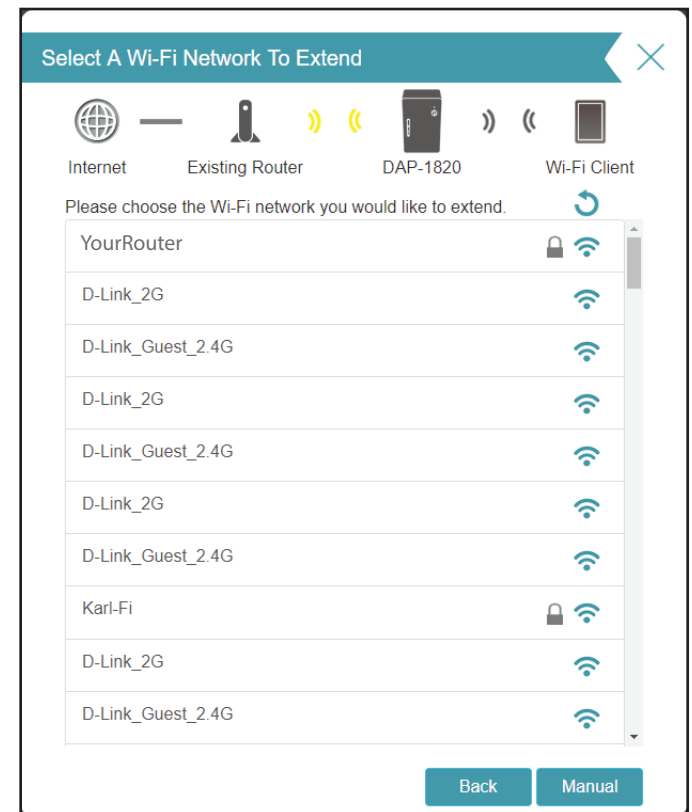 Select A Wi-Fi Network To Extend
Internet Existing Router DAP-1820 Wi-Fi Client
Please choose the Wi-Fi network you would like to extend.
YourRouter
D-Link_2G
D-Link_Guest_2.4G
D-Link_2G
D-Link_Guest_2.4G
D-Link_2G
D-Link_Guest_2.4G
Karl-Fi
D-Link_2G
D-Link_Guest_2.4G
Back Manual